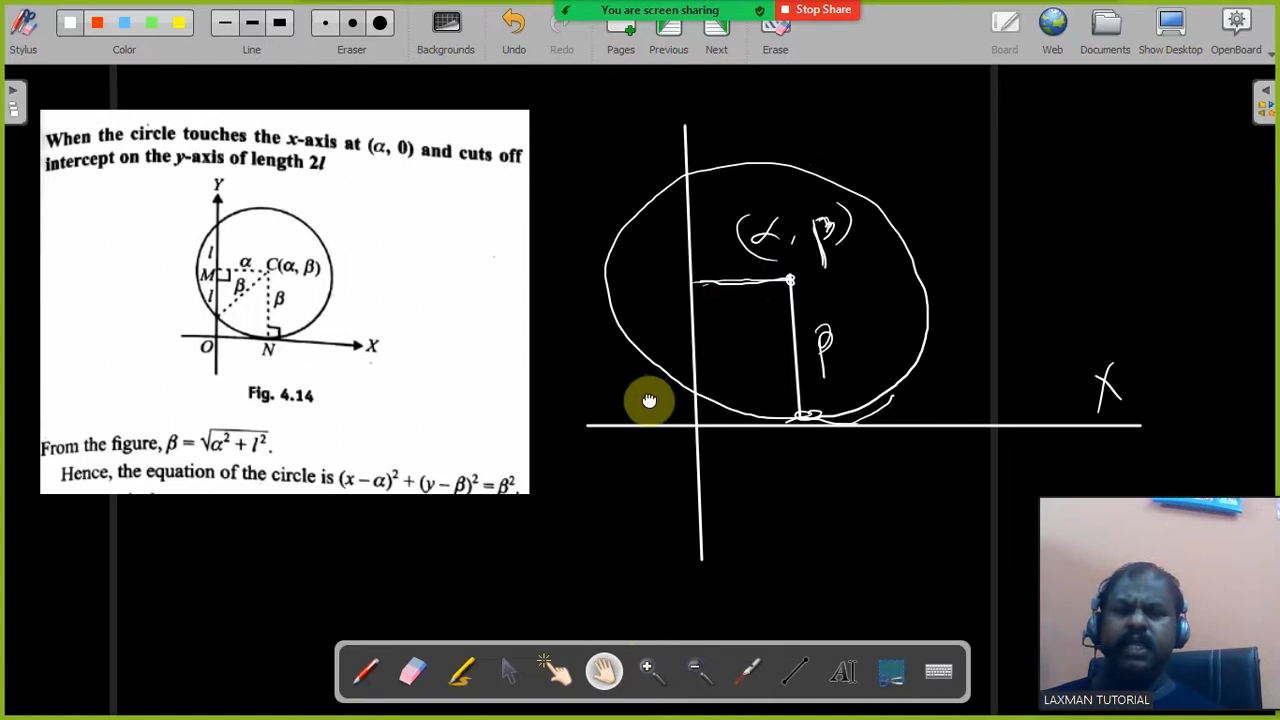 You are screen sharing
Stop Share
Stylus
Color
Line
Eraser
Backgrounds
Undo
Redo
Pages
Previous
Next
Erase
Board
Web
Documents
Show Desktop
OpenBoard
When the circle touches the x-axis at (α, 0) and cuts off
intercept on the y-axis of length 2l
Y
l
M
α
C(α, β)
β
l
β
O
N
X
Fig. 4.14
From the figure, β = √α² + l².
Hence, the equation of the circle is (x – α)² + (y – β)² = β².
(α, β)
β
X
AI
LAXMAN TUTORIAL